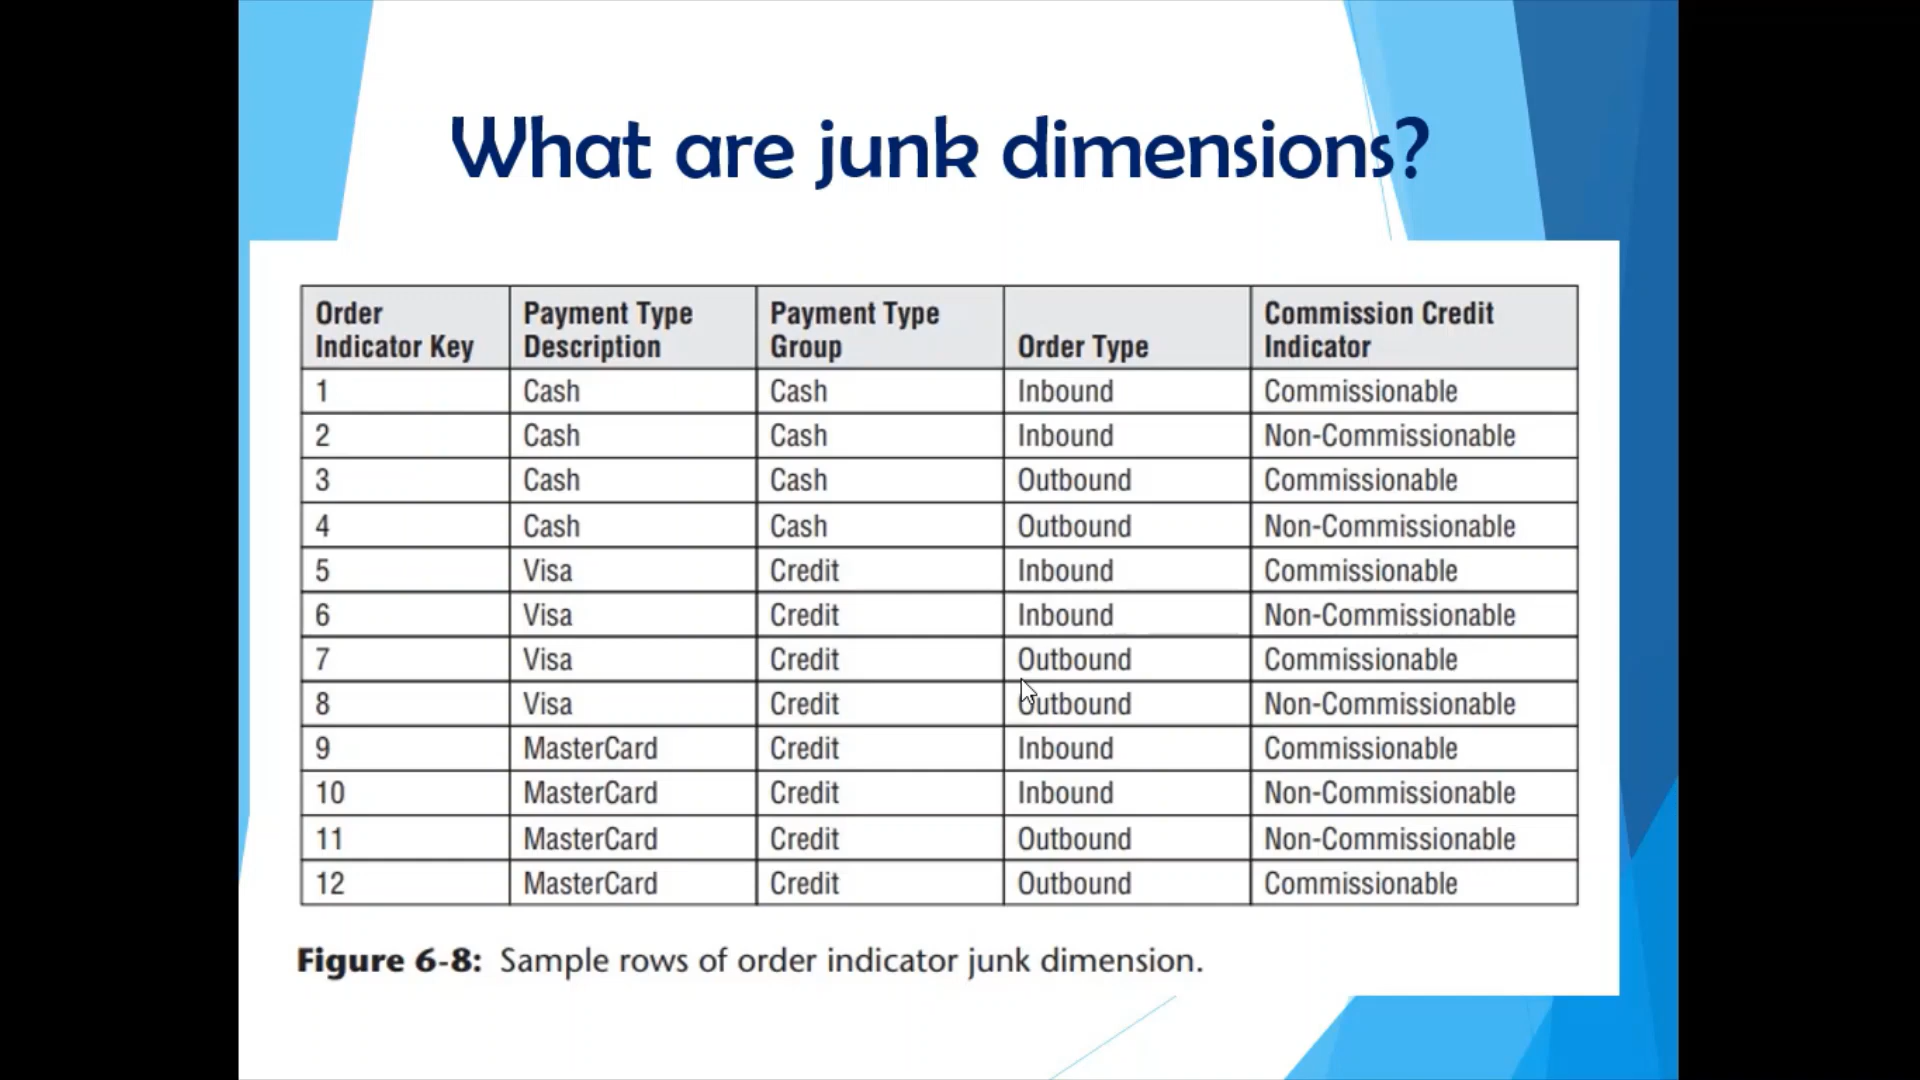 What are junk dimensions?
Order Indicator Key Payment Type Description Payment Type Group Order Type Commission Credit Indicator
1 Cash Cash Inbound Commissionable
2 Cash Cash Inbound Non-Commissionable
3 Cash Cash Outbound Commissionable
4 Cash Cash Outbound Non-Commissionable
5 Visa Credit Inbound Commissionable
6 Visa Credit Inbound Non-Commissionable
7 Visa Credit Outbound Commissionable
8 Visa Credit Outbound Non-Commissionable
9 MasterCard Credit Inbound Commissionable
10 MasterCard Credit Inbound Non-Commissionable
11 MasterCard Credit Outbound Non-Commissionable
12 MasterCard Credit Outbound Commissionable
Figure 6-8: Sample rows of order indicator junk dimension.